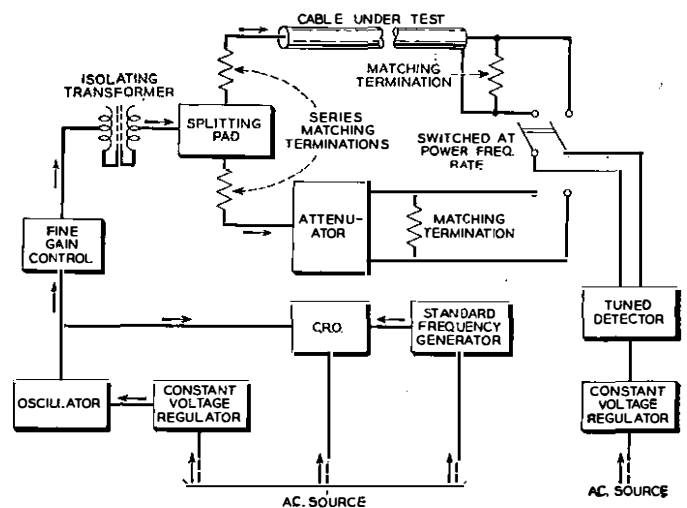 CABLE UNDER TEST
ISOLATING
TRANSFORMER
MATCHING
TERMINATION
SPLITTING
PAD
SERIES
MATCHING
TERMINATIONS
SWITCHED AT
POWER FREQ.
RATE
ATTENU-
ATOR
MATCHING
TERMINATION
FINE
GAIN
CONTROL
C.R.O.
STANDARD
FREQUENCY
GENERATOR
TUNED
DETECTOR
OSCILLATOR
CONSTANT
VOLTAGE
REGULATOR
CONSTANT
VOLTAGE
REGULATOR
A.C. SOURCE
A.C. SOURCE